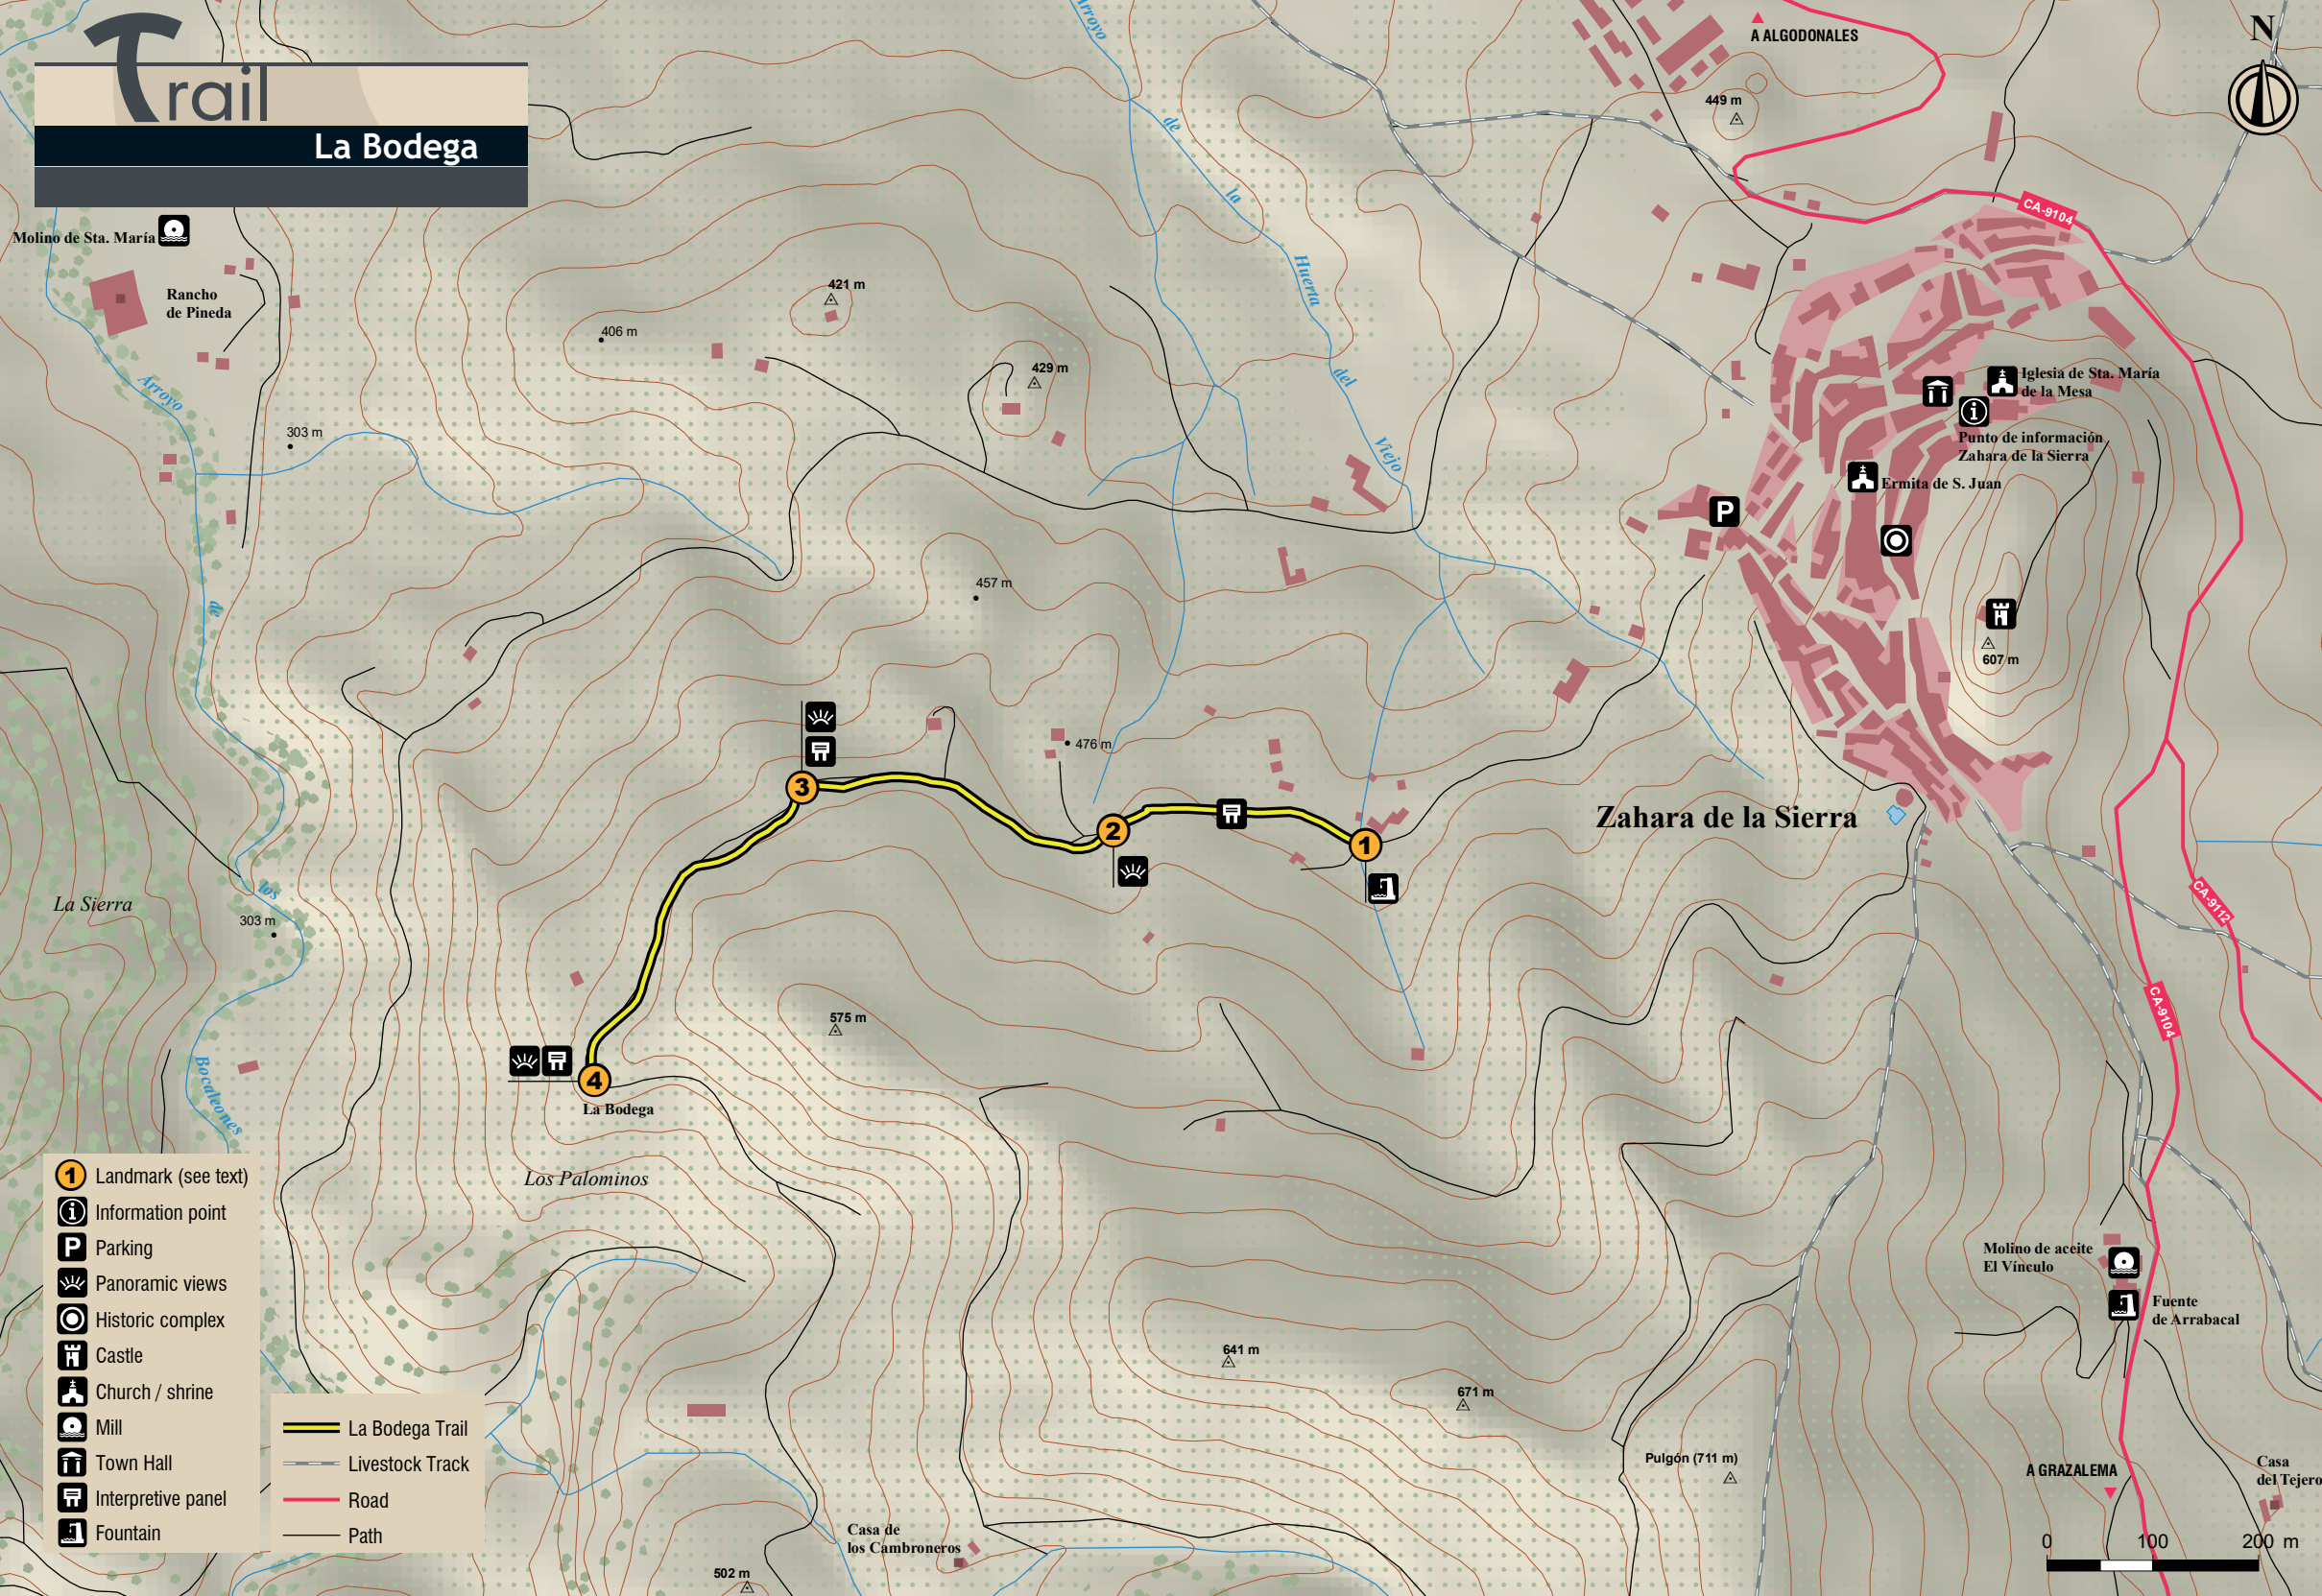 Trail
La Bodega
Arroyo
de
la
Huerta
del
Viejo
A ALGODONALES
N
449 m
CA-9104
Molino de Sta. María
Rancho
de Pineda
421 m
406 m
429 m
Arroyo
303 m
Iglesia de Sta. María
de la Mesa
Punto de información
Zahara de la Sierra
Ermita de S. Juan
P
457 m
de
607 m
476 m
3
2
1
Zahara de la Sierra
La Sierra
los
303 m
CA-9112
CA-9104
575 m
Bocaleones
4
La Bodega
Los Palominos
1 Landmark (see text)
i Information point
P Parking
Panoramic views
Historic complex
Castle
Church / shrine
Mill
Town Hall
Interpretive panel
Fountain
La Bodega Trail
Livestock Track
Road
Path
Molino de aceite
El Vínculo
Fuente
de Arrabacal
641 m
671 m
Pulgón (711 m)
A GRAZALEMA
Casa
del Tejero
Casa de
los Cambroneros
502 m
0 100 200 m